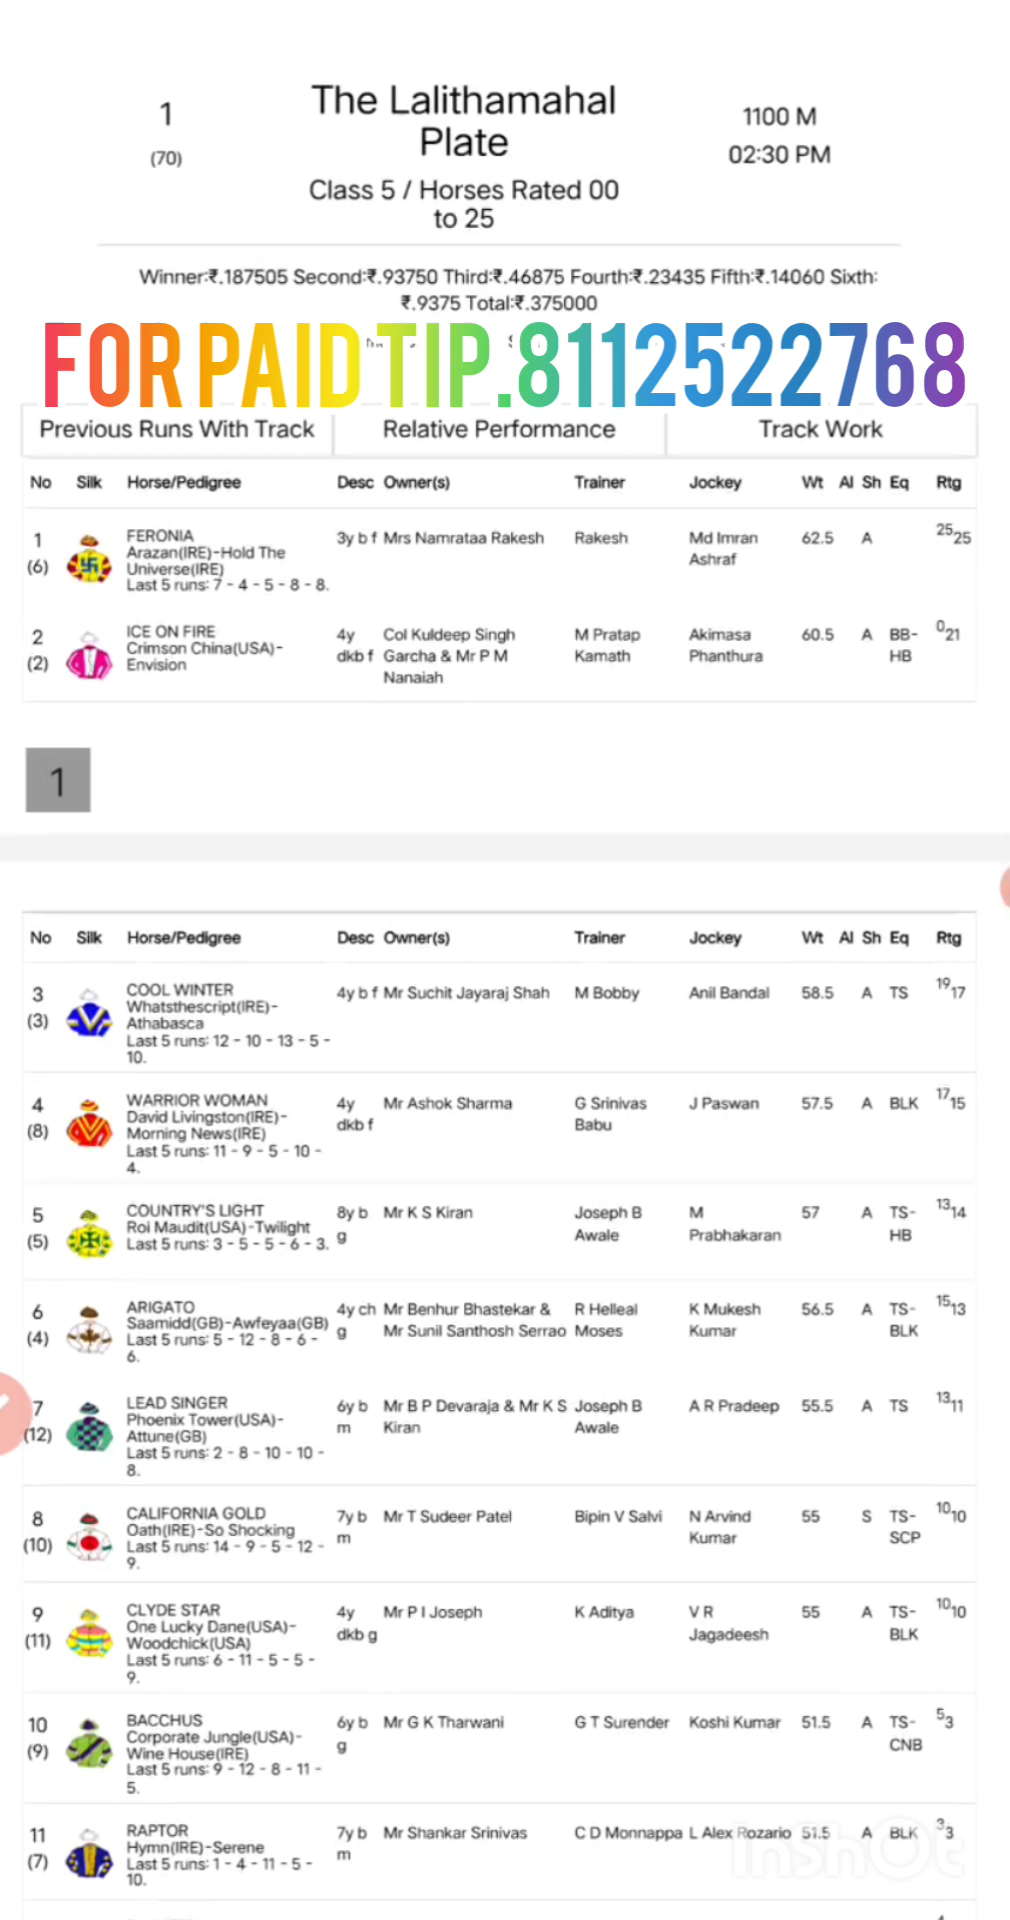 1
(70)
The Lalithamahal
Plate
Class 5 / Horses Rated 00
to 25
1100 M
02:30 PM
Winner:₹.187505 Second:₹.93750 Third:₹.46875 Fourth:₹.23435 Fifth:₹.14060 Sixth:
₹.9375 Total:₹.375000
FOR PAID TIP.8112522768
Previous Runs With Track Relative Performance Track Work
No Silk Horse/Pedigree Desc Owner(s) Trainer Jockey Wt Al Sh Eq Rtg
1 FERONIA 3y b f Mrs Namrataa Rakesh Rakesh Md Imran 62.5 A 25 25
(6) Arazan(IRE)-Hold The Ashraf
Universe(IRE)
Last 5 runs: 7 - 4 - 5 - 8 - 8.
2 ICE ON FIRE 4y Col Kuldeep Singh M Pratap Akimasa 60.5 A BB- 0 21
(2) Crimson China(USA)- dkb f Garcha & Mr P M Kamath Phanthura HB
Envision Nanaiah
1
No Silk Horse/Pedigree Desc Owner(s) Trainer Jockey Wt Al Sh Eq Rtg
3 COOL WINTER 4y b f Mr Suchit Jayaraj Shah M Bobby Anil Bandal 58.5 A TS 19 17
(3) Whatsthescript(IRE)-
Athabasca
Last 5 runs: 12 - 10 - 13 - 5 -
10.
4 WARRIOR WOMAN 4y Mr Ashok Sharma G Srinivas J Paswan 57.5 A BLK 17 15
(8) David Livingston(IRE)- dkb f Babu
Morning News(IRE)
Last 5 runs: 11 - 9 - 5 - 10 -
4.
5 COUNTRY'S LIGHT 8y b Mr K S Kiran Joseph B M 57 A TS- 13 14
(5) Roi Maudit(USA)-Twilight g Awale Prabhakaran HB
Last 5 runs: 3 - 5 - 5 - 6 - 3.
6 ARIGATO 4y ch Mr Benhur Bhastekar & R Helleal K Mukesh 56.5 A TS- 15 13
(4) Saamidd(GB)-Awfeyaa(GB) g Mr Sunil Santhosh Serrao Moses Kumar BLK
Last 5 runs: 5 - 12 - 8 - 6 -
6.
7 LEAD SINGER 6y b Mr B P Devaraja & Mr K S Joseph B A R Pradeep 55.5 A TS 13 11
(12) Phoenix Tower(USA)- m Kiran Awale
Attune(GB)
Last 5 runs: 2 - 8 - 10 - 10 -
8.
8 CALIFORNIA GOLD 7y b Mr T Sudeer Patel Bipin V Salvi N Arvind 55 S TS- 10 10
(10) Oath(IRE)-So Shocking m Kumar SCP
Last 5 runs: 14 - 9 - 5 - 12 -
9.
9 CLYDE STAR 4y Mr P I Joseph K Aditya V R 55 A TS- 10 10
(11) One Lucky Dane(USA)- dkb g Jagadeesh BLK
Woodchick(USA)
Last 5 runs: 6 - 11 - 5 - 5 -
9.
10 BACCHUS 6y b Mr G K Tharwani G T Surender Koshi Kumar 51.5 A TS- 5 3
(9) Corporate Jungle(USA)- g CNB
Wine House(IRE)
Last 5 runs: 9 - 12 - 8 - 11 -
5.
11 RAPTOR 7y b Mr Shankar Srinivas C D Monnappa L Alex Rozario 51.5 A BLK 3 3
(7) Hymn(IRE)-Serene m
Last 5 runs: 1 - 4 - 11 - 5 -
10.
InShOt